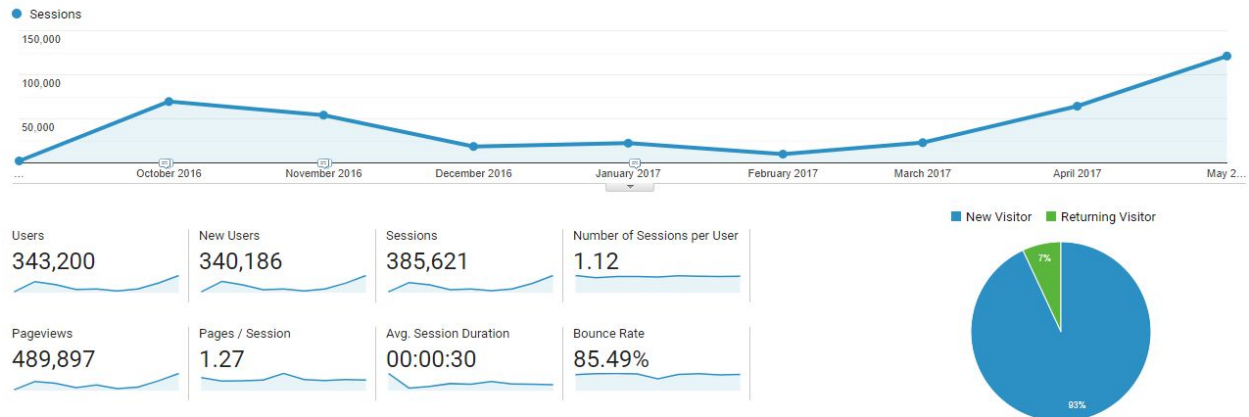 Sessions
150,000
100,000
50,000
...
October 2016
November 2016
December 2016
January 2017
February 2017
March 2017
April 2017
May 2...
New Visitor
Returning Visitor
Users
343,200
New Users
340,186
Sessions
385,621
Number of Sessions per User
1.12
Pageviews
489,897
Pages / Session
1.27
Avg. Session Duration
00:00:30
Bounce Rate
85.49%
7%
93%